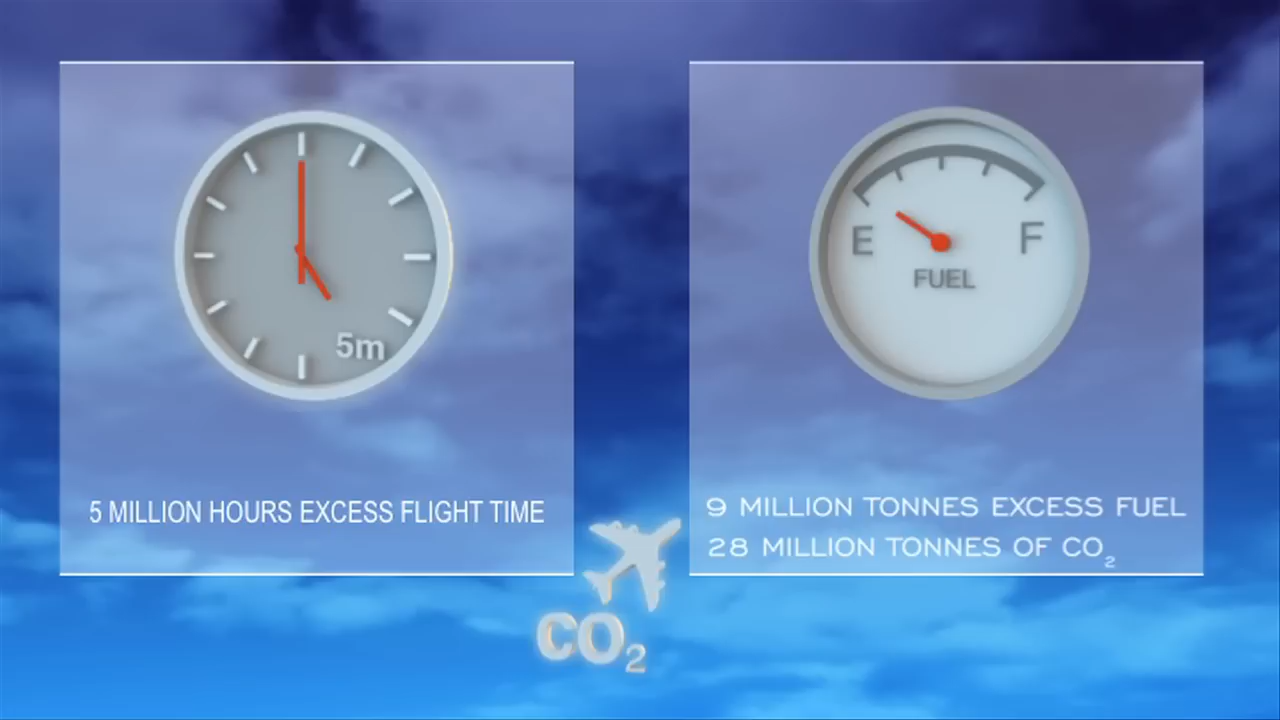 5m
5 MILLION HOURS EXCESS FLIGHT TIME
E F
FUEL
9 MILLION TONNES EXCESS FUEL
28 MILLION TONNES OF CO₂
CO₂